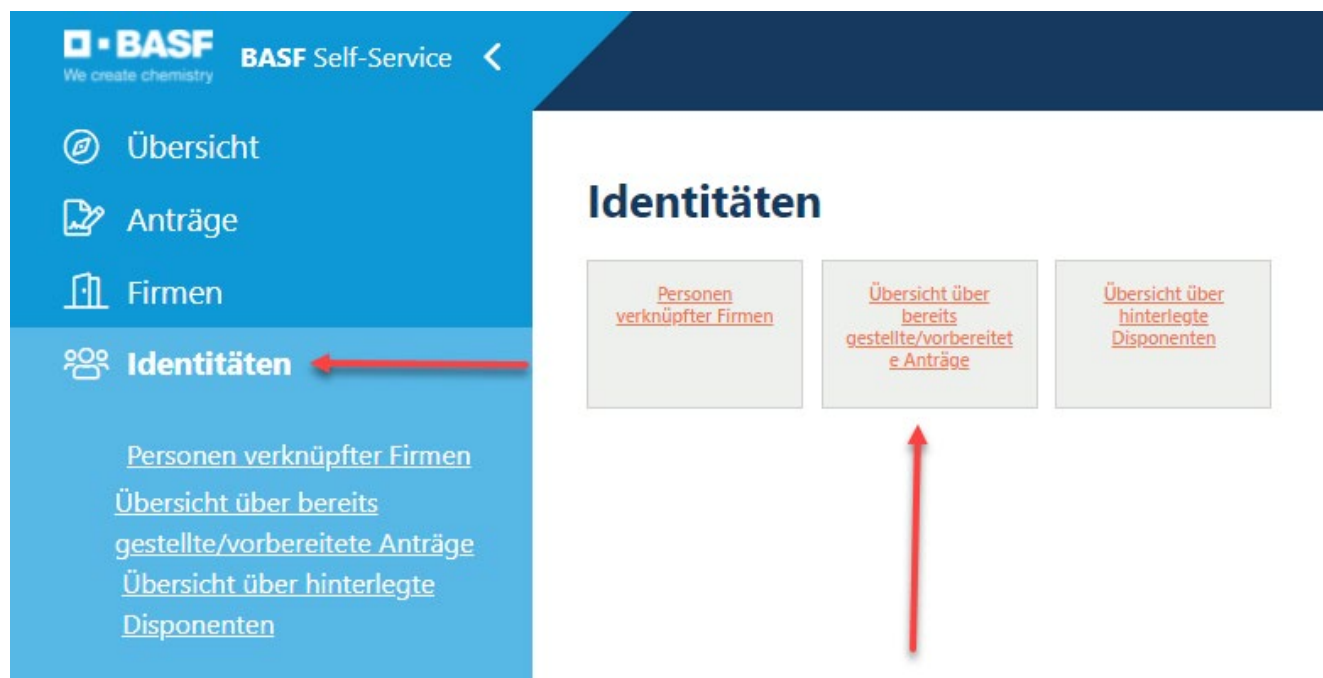 BASF
We create chemistry
BASF Self-Service
Übersicht
Anträge
Firmen
Identitäten
Personen verknüpfter Firmen
Übersicht über bereits
gestellte/vorbereitete Anträge
Übersicht über hinterlegte
Disponenten
Identitäten
Personen
verknüpfter Firmen
Übersicht über
bereits
gestellte/vorbereitet
e Anträge
Übersicht über
hinterlegte
Disponenten